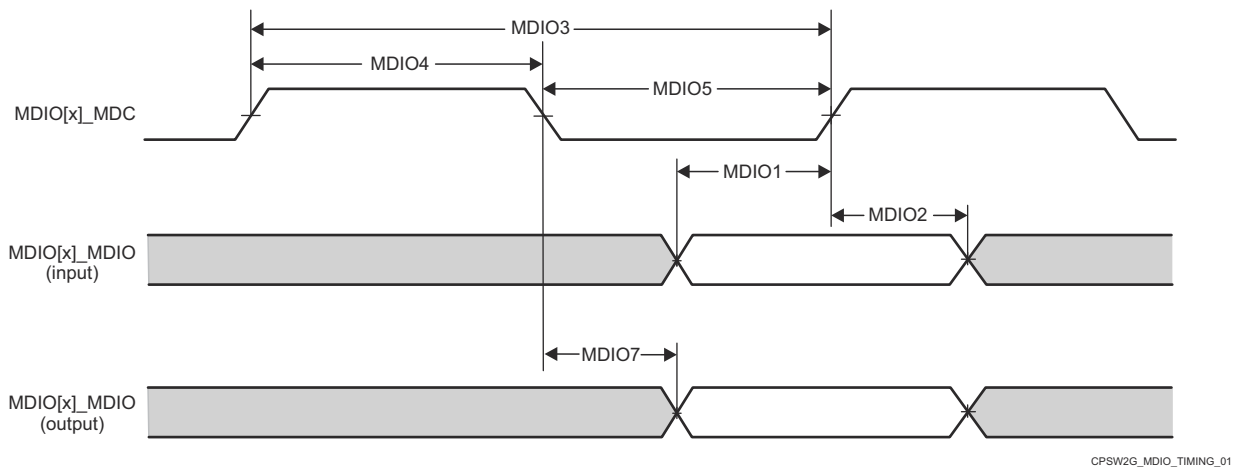 MDIO3
MDIO4
MDIO5
MDIO[x]_MDC
MDIO1
MDIO2
MDIO[x]_MDIO
(input)
MDIO7
MDIO[x]_MDIO
(output)
CPSW2G_MDIO_TIMING_01